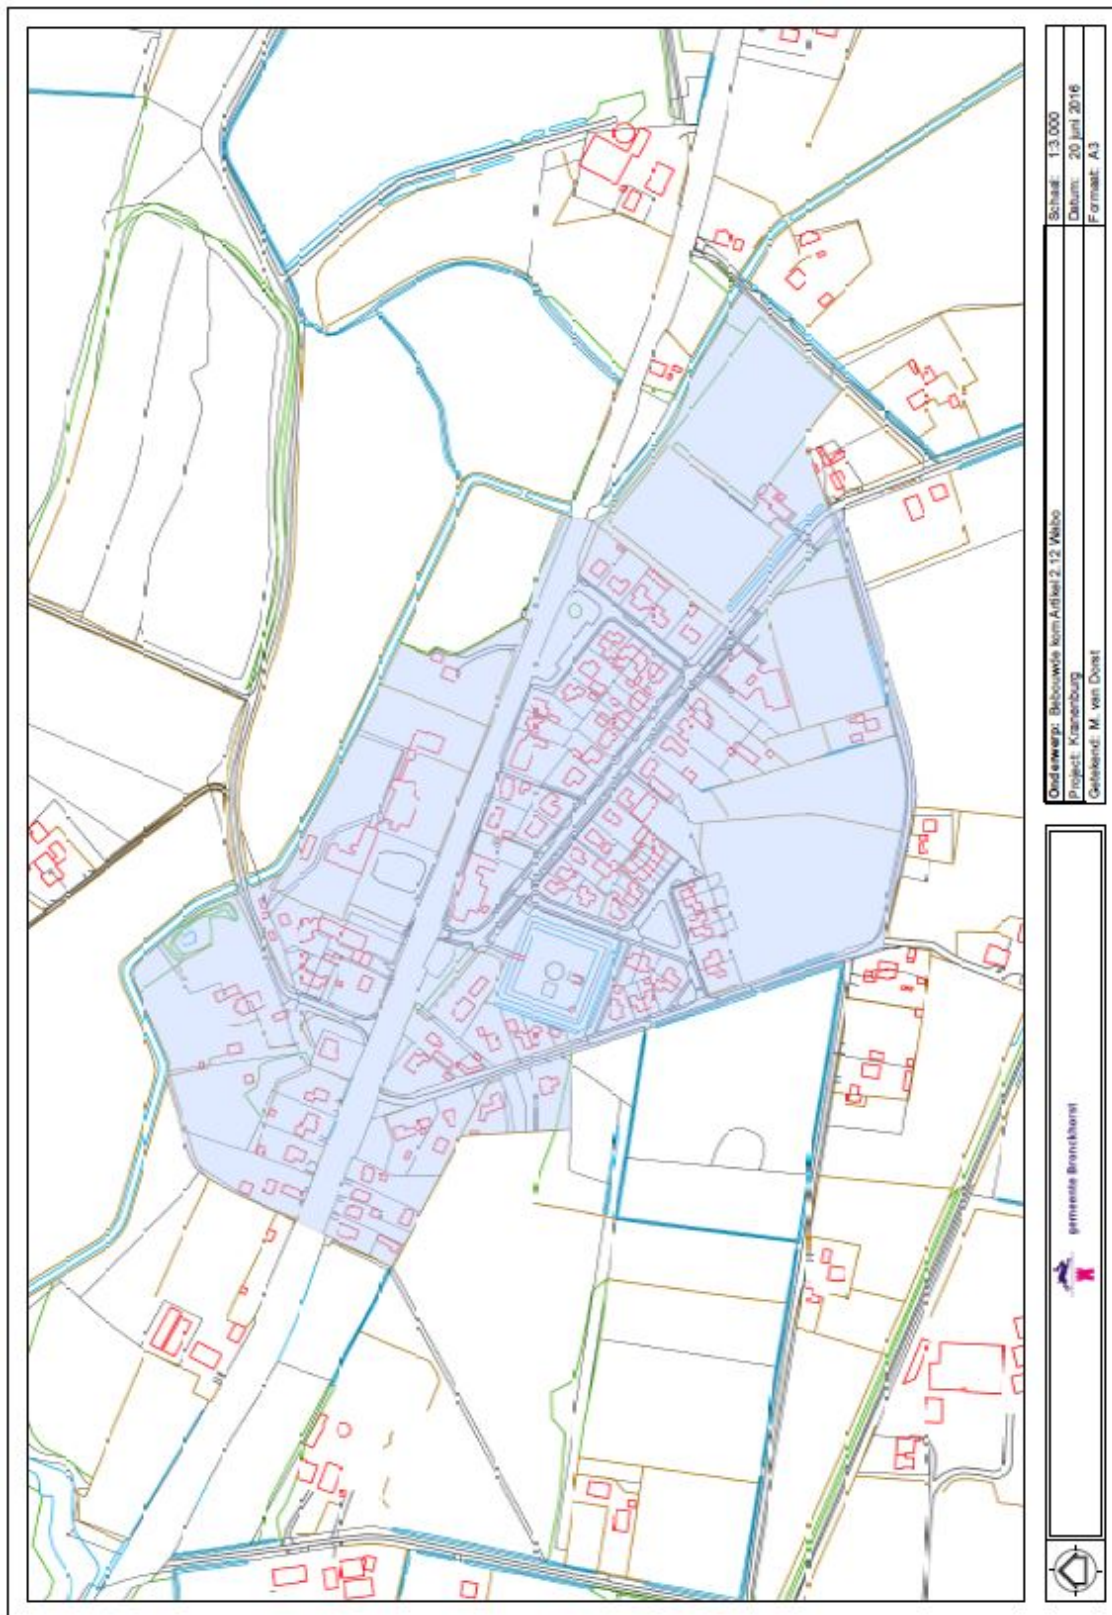 Onderwerp: Bebouwde kom Artikel 2.12 Wabo
Project: Kranenburg
Getekend: M. van Dorst
Schaal: 1:3.000
Datum: 20 juni 2016
Formaat: A3
gemeente Bronckhorst